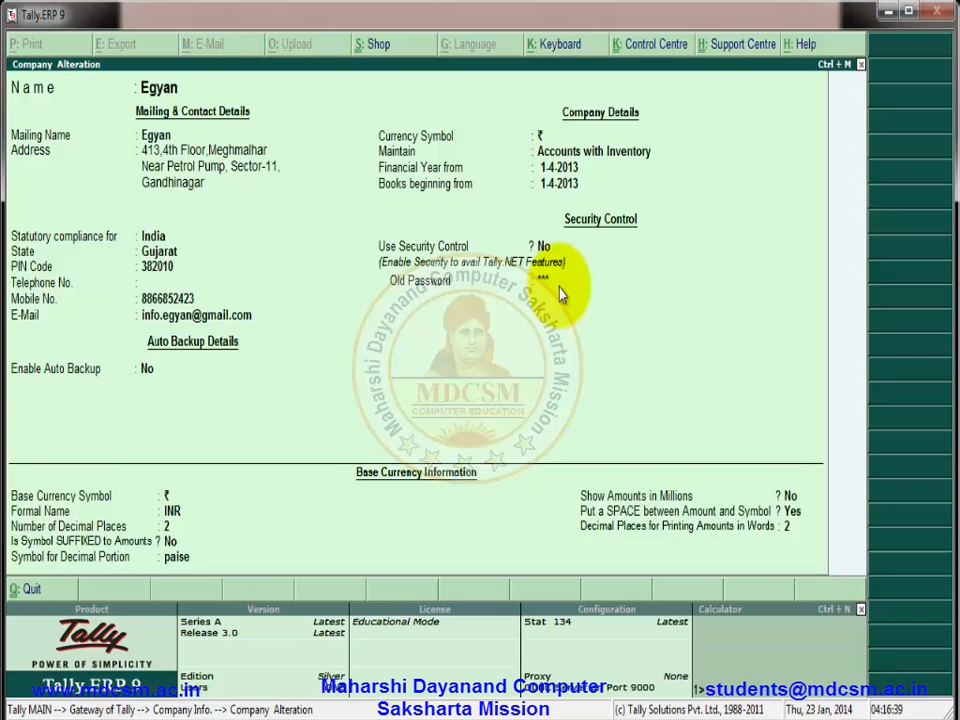 Tally.ERP 9
P: Print E: Export M: E-Mail O: Upload S: Shop G: Language K: Keyboard K: Control Centre H: Support Centre H: Help
Company Alteration Ctrl + M x
Name : Egyan
Mailing & Contact Details
Company Details
Mailing Name : Egyan
Currency Symbol : ₹
Address : 413,4th Floor,Meghmalhar
Maintain : Accounts with Inventory
Near Petrol Pump, Sector-11,
Financial Year from : 1-4-2013
Gandhinagar
Books beginning from : 1-4-2013
Security Control
Statutory compliance for : India
Use Security Control ? No
State : Gujarat
(Enable Security to avail Tally.NET Features)
PIN Code : 382010
Telephone No. :
Old Password : ***
Mobile No. : 8866852423
E-Mail : info.egyan@gmail.com
Auto Backup Details
Enable Auto Backup : No
Maharshi Dayanand Computer Saksharta Mission
MDCSM
COMPUTER EDUCATION
Base Currency Information
Base Currency Symbol : ₹
Show Amounts in Millions ? No
Formal Name : INR
Put a SPACE between Amount and Symbol ? Yes
Number of Decimal Places : 2
Decimal Places for Printing Amounts in Words : 2
Is Symbol SUFFIXED to Amounts ? No
Symbol for Decimal Portion : paise
Q: Quit
Product Version License Configuration Calculator Ctrl + N x
Tally
POWER OF SIMPLICITY
Tally.ERP 9
Series A Latest
Release 3.0 Latest
Educational Mode
Stat 134 Latest
Edition Silver
Users
Proxy None
Port 9000
1>
www.mdcsm.ac.in
Maharshi Dayanand Computer
Saksharta Mission
students@mdcsm.ac.in
Tally MAIN --> Gateway of Tally --> Company Info. --> Company Alteration (c) Tally Solutions Pvt. Ltd., 1988-2011 Thu, 23 Jan, 2014 04:16:39